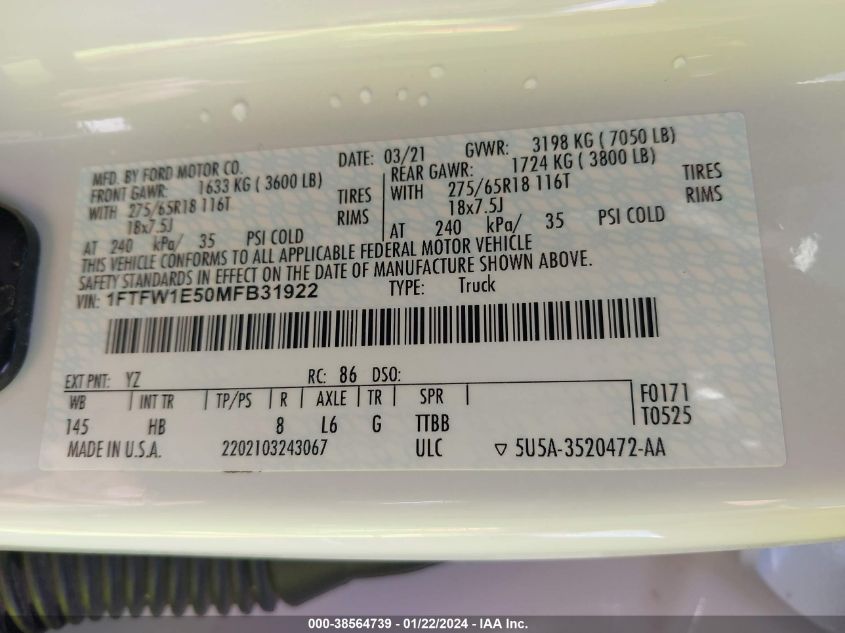 MFD. BY FORD MOTOR CO.
DATE: 03/21 GVWR: 3198 KG ( 7050 LB)
FRONT GAWR: 1633 KG ( 3600 LB)
REAR GAWR: 1724 KG ( 3800 LB)
WITH 275/65R18 116T TIRES
WITH 275/65R18 116T TIRES
18x7.5J RIMS
18x7.5J RIMS
AT 240 kPa/ 35 PSI COLD
AT 240 kPa/ 35 PSI COLD
THIS VEHICLE CONFORMS TO ALL APPLICABLE FEDERAL MOTOR VEHICLE
SAFETY STANDARDS IN EFFECT ON THE DATE OF MANUFACTURE SHOWN ABOVE.
VIN: 1FTFW1E50MFB31922 TYPE: Truck
EXT PNT: YZ RC: 86 DSO:
WB INT TR TP/PS R AXLE TR SPR F0171
145 HB 8 L6 G TTBB T0525
MADE IN U.S.A. 2202103243067 ULC ▽ 5U5A-3520472-AA
000-38564739 - 01/22/2024 - IAA Inc.